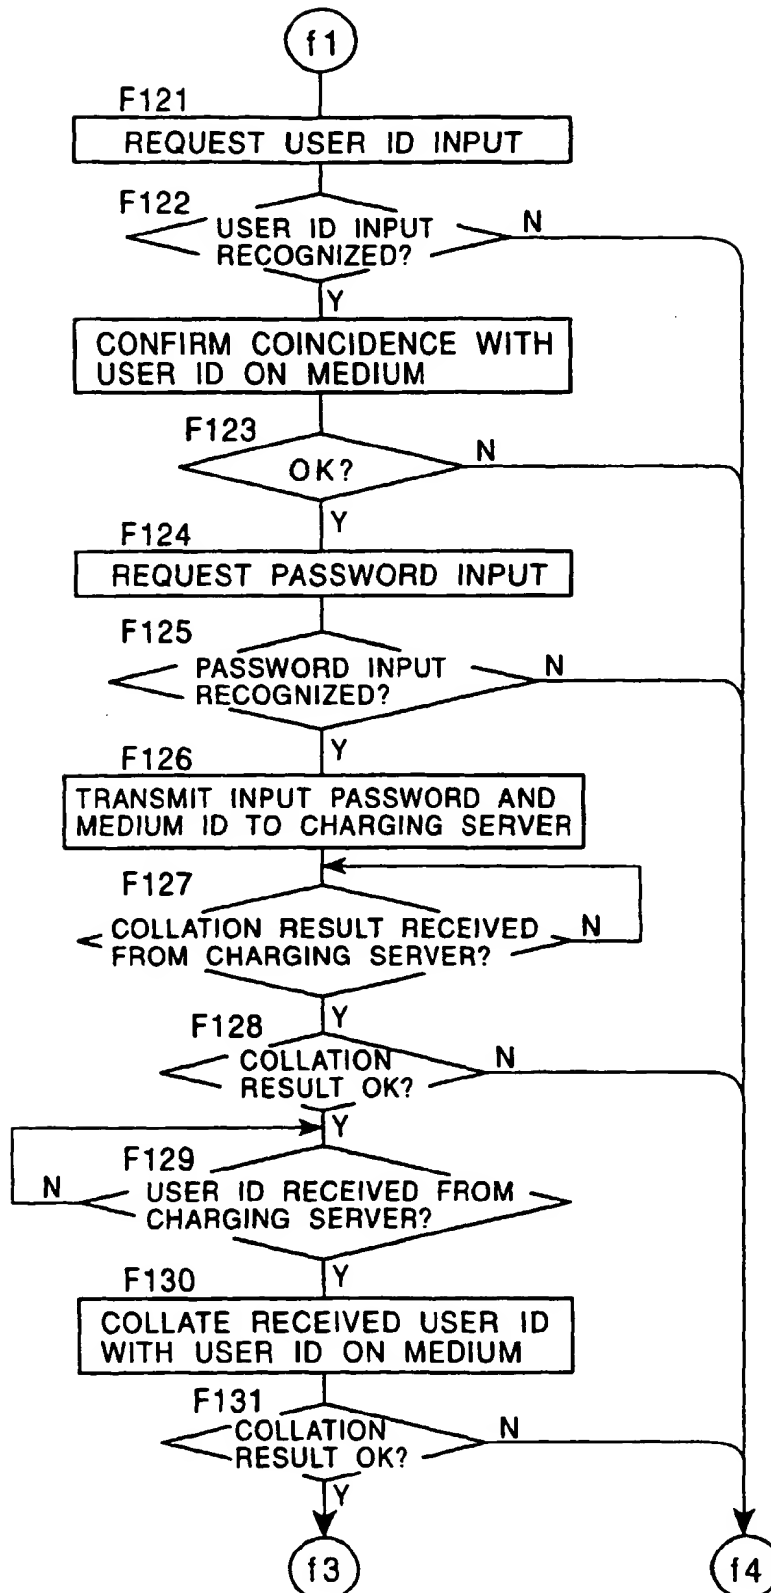 f1
F121
REQUEST USER ID INPUT
F122
USER ID INPUT
RECOGNIZED?
N
Y
CONFIRM COINCIDENCE WITH
USER ID ON MEDIUM
F123
OK?
N
Y
F124
REQUEST PASSWORD INPUT
F125
PASSWORD INPUT
RECOGNIZED?
N
Y
F126
TRANSMIT INPUT PASSWORD AND
MEDIUM ID TO CHARGING SERVER
F127
COLLATION RESULT RECEIVED
FROM CHARGING SERVER?
N
Y
F128
COLLATION
RESULT OK?
N
Y
F129
N
USER ID RECEIVED FROM
CHARGING SERVER?
Y
F130
COLLATE RECEIVED USER ID
WITH USER ID ON MEDIUM
F131
COLLATION
RESULT OK?
N
Y
f3
f4